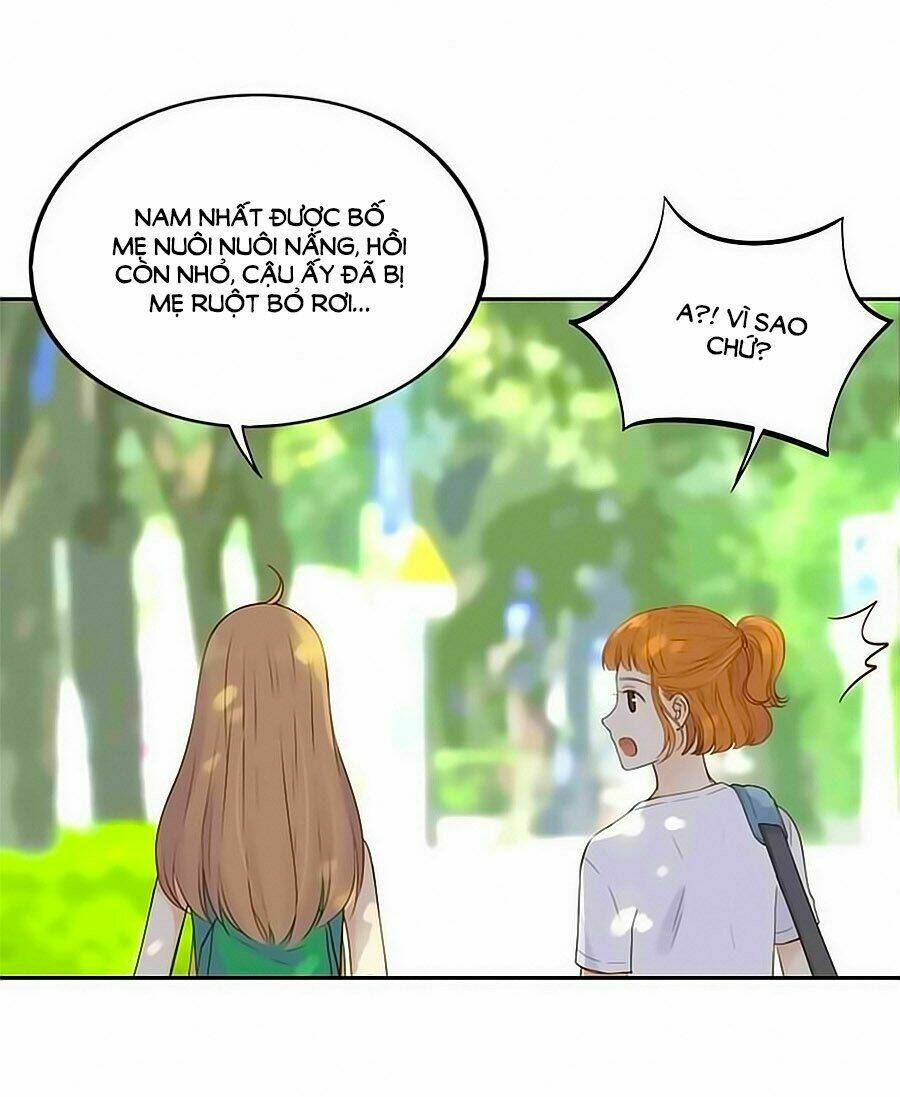 NAM NHẤT ĐƯỢC BỐ
MẸ NUÔI NUÔI NẤNG, HỒI
CÒN NHỎ, CẬU ẤY ĐÃ BỊ
MẸ RUỘT BỎ RƠI...
A?! VÌ SAO
CHỨ?